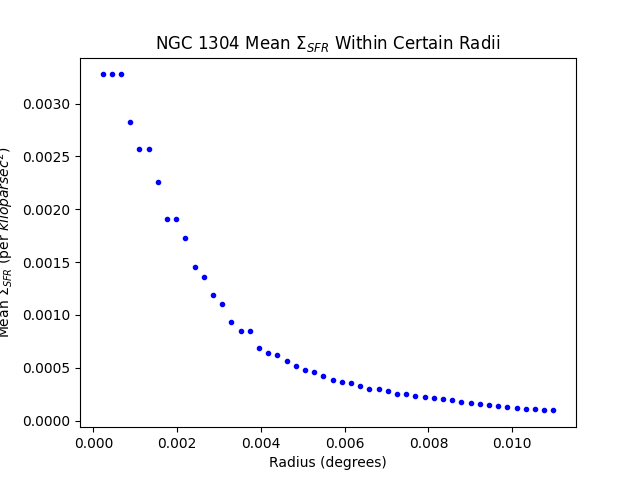 NGC 1304 Mean Σ_SFR Within Certain Radii
Mean Σ_SFR (per kiloparsec²)
0.0030
0.0025
0.0020
0.0015
0.0010
0.0005
0.0000
0.000 0.002 0.004 0.006 0.008 0.010
Radius (degrees)